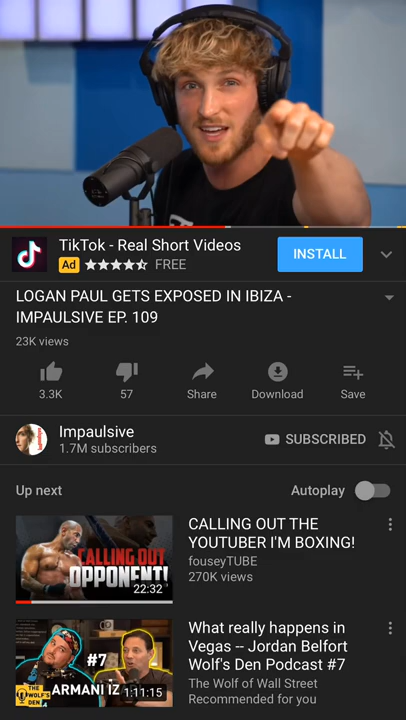 TikTok - Real Short Videos
Ad FREE
INSTALL
LOGAN PAUL GETS EXPOSED IN IBIZA -
IMPAULSIVE EP. 109
23K views
3.3K
57
Share
Download
Save
Impaulsive
1.7M subscribers
SUBSCRIBED
Up next
Autoplay
CALLING OUT
OPPONENT!
22:32
CALLING OUT THE
YOUTUBER I'M BOXING!
fouseyTUBE
270K views
#7
THE
WOLF'S
DEN
ARMANI IZ
1:11:15
What really happens in
Vegas -- Jordan Belfort
Wolf's Den Podcast #7
The Wolf of Wall Street
Recommended for you